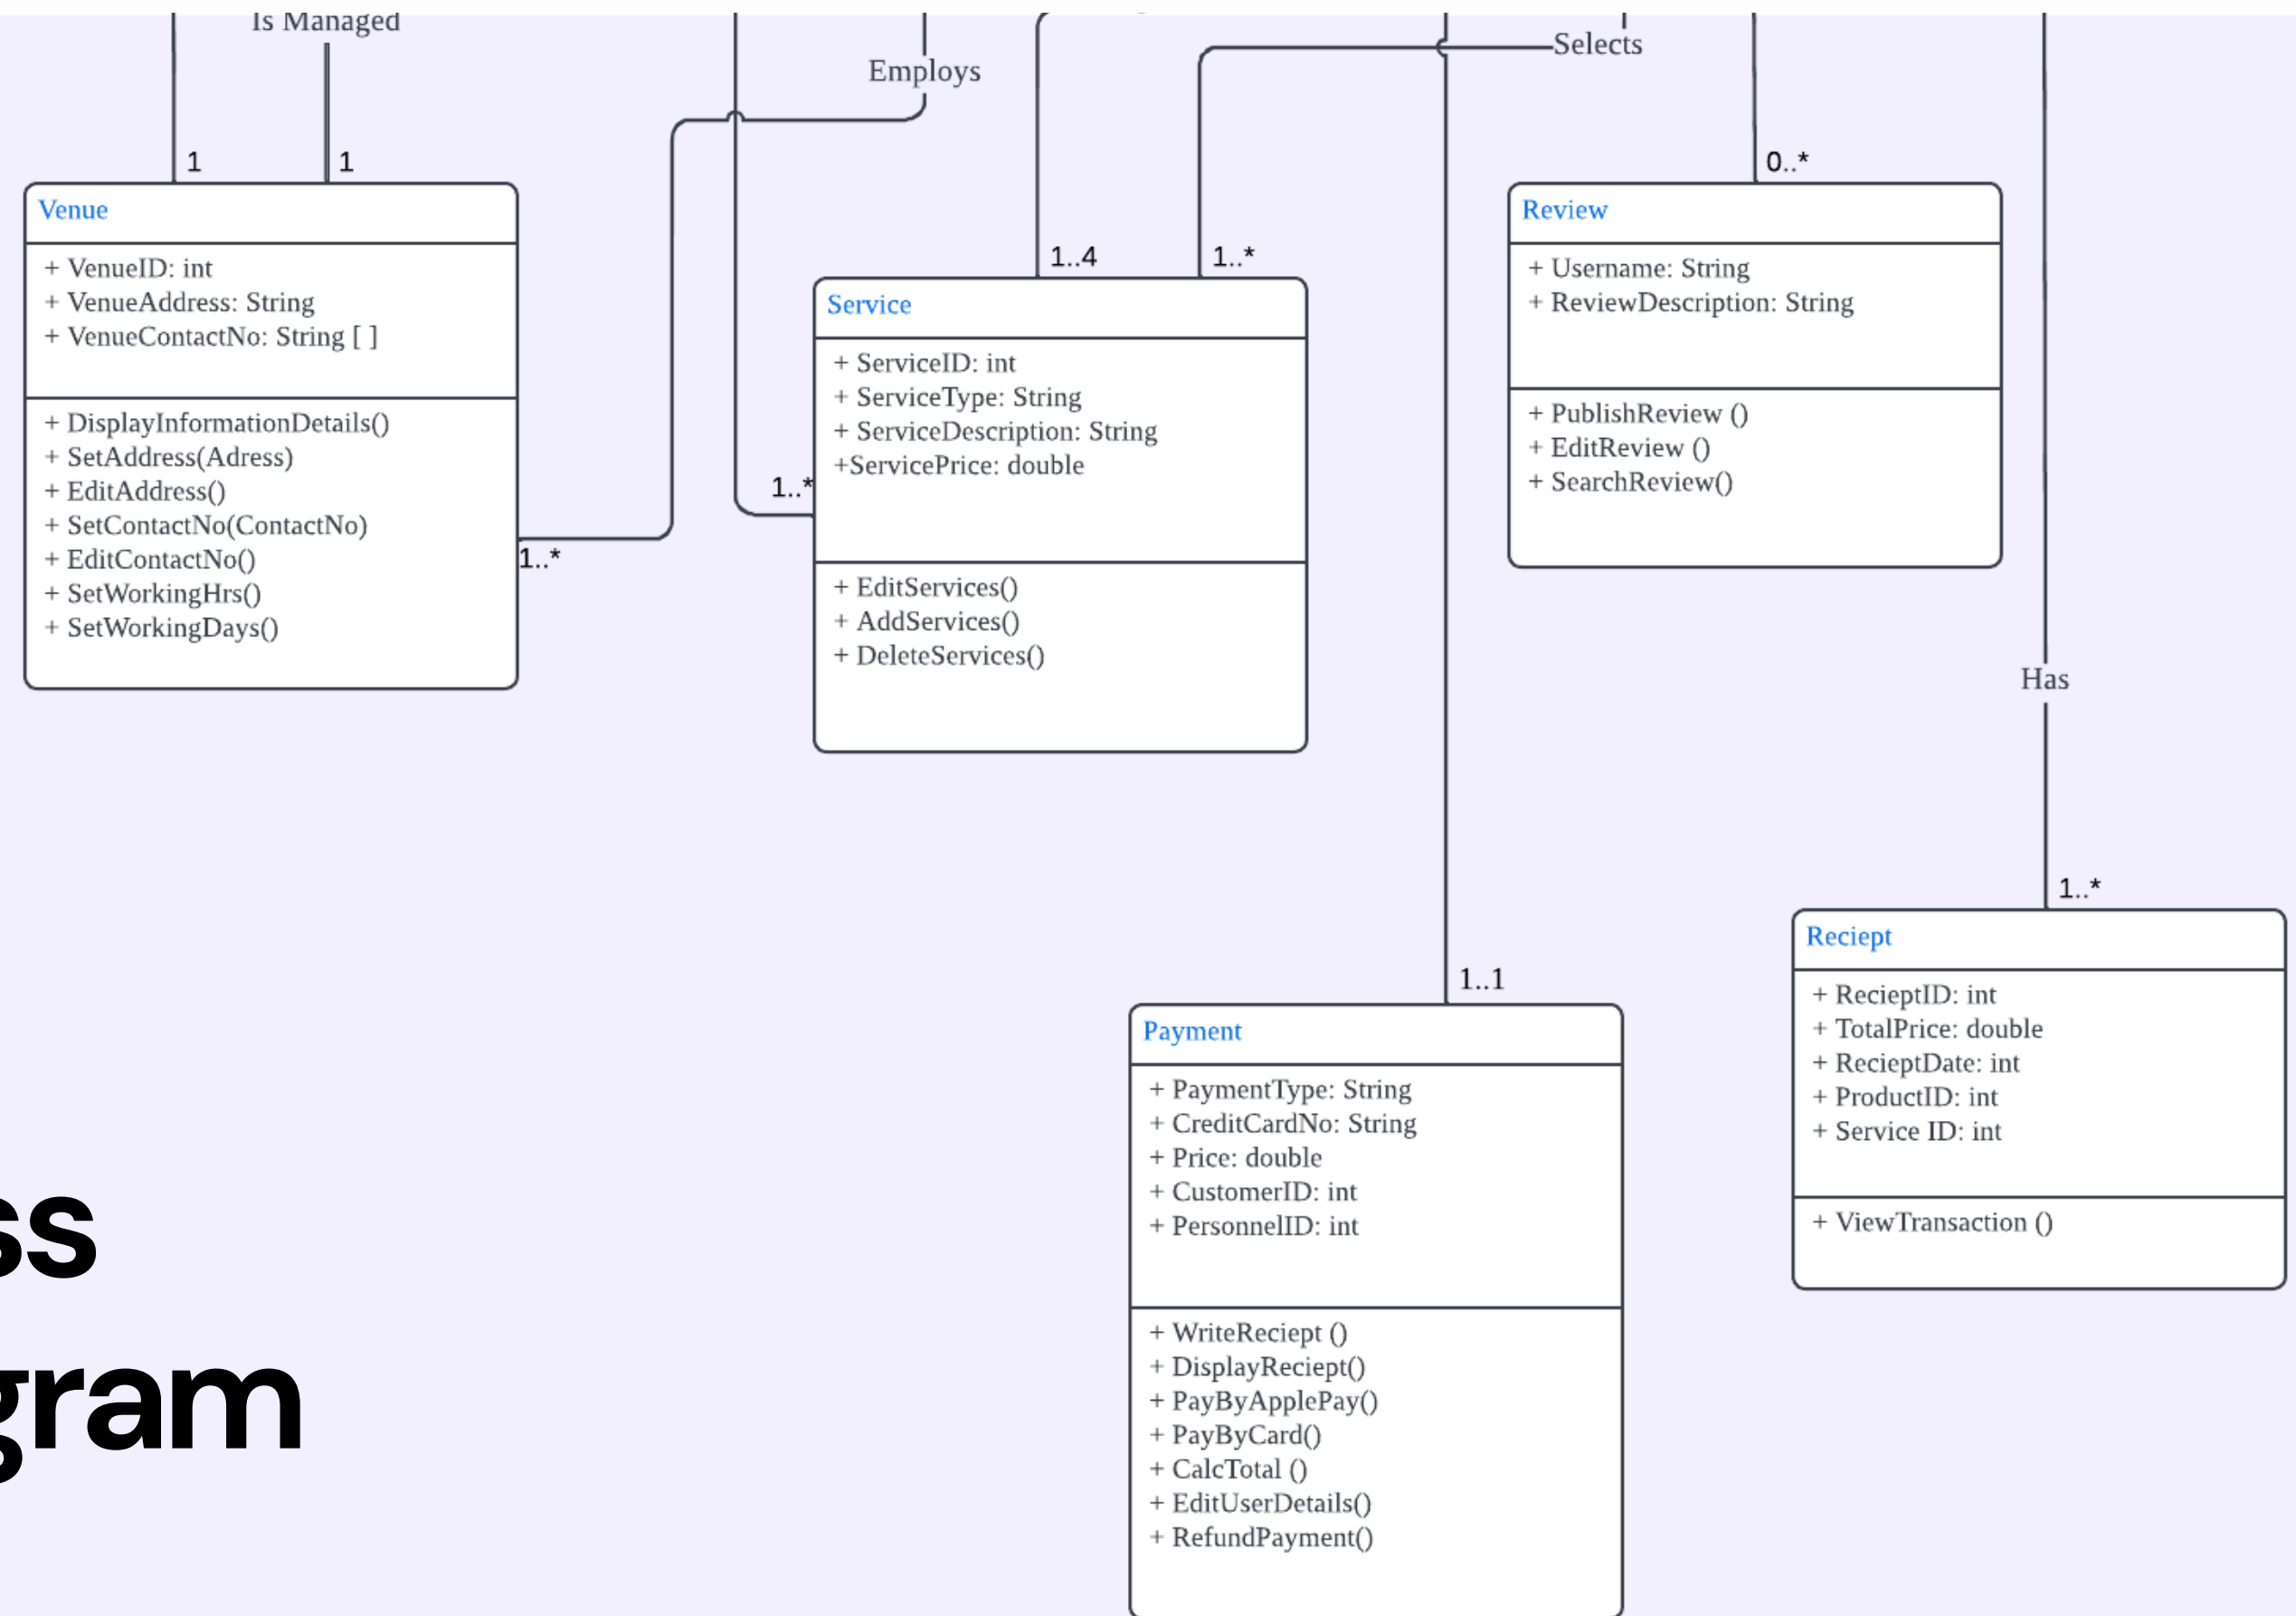 Is Managed
Employs
Selects
1
1
0..*
Venue
+ VenueID: int
+ VenueAddress: String
+ VenueContactNo: String [ ]
+ DisplayInformationDetails()
+ SetAddress(Adress)
+ EditAddress()
+ SetContactNo(ContactNo)
+ EditContactNo()
+ SetWorkingHrs()
+ SetWorkingDays()
1..*
1..4
1..*
1..*
Service
+ ServiceID: int
+ ServiceType: String
+ ServiceDescription: String
+ServicePrice: double
+ EditServices()
+ AddServices()
+ DeleteServices()
Review
+ Username: String
+ ReviewDescription: String
+ PublishReview ()
+ EditReview ()
+ SearchReview()
Has
1..*
Reciept
+ RecieptID: int
+ TotalPrice: double
+ RecieptDate: int
+ ProductID: int
+ Service ID: int
+ ViewTransaction ()
1..1
Payment
+ PaymentType: String
+ CreditCardNo: String
+ Price: double
+ CustomerID: int
+ PersonnelID: int
+ WriteReciept ()
+ DisplayReciept()
+ PayByApplePay()
+ PayByCard()
+ CalcTotal ()
+ EditUserDetails()
+ RefundPayment()
ss
gram